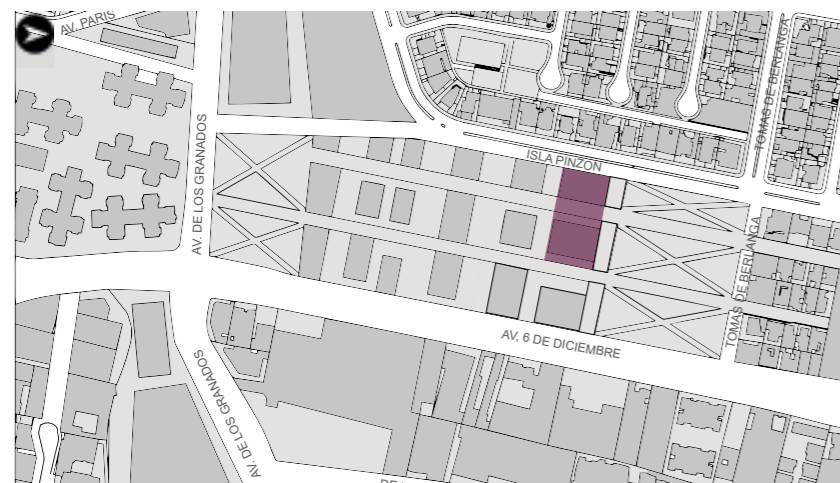 AV. PARIS
TOMAS DE BERLANGA
AV. DE LOS GRANADOS
ISLA PINZON
TOMAS DE BERLANGA
AV, 6 DE DICIEMBRE
AV. DE LOS GRANADOS